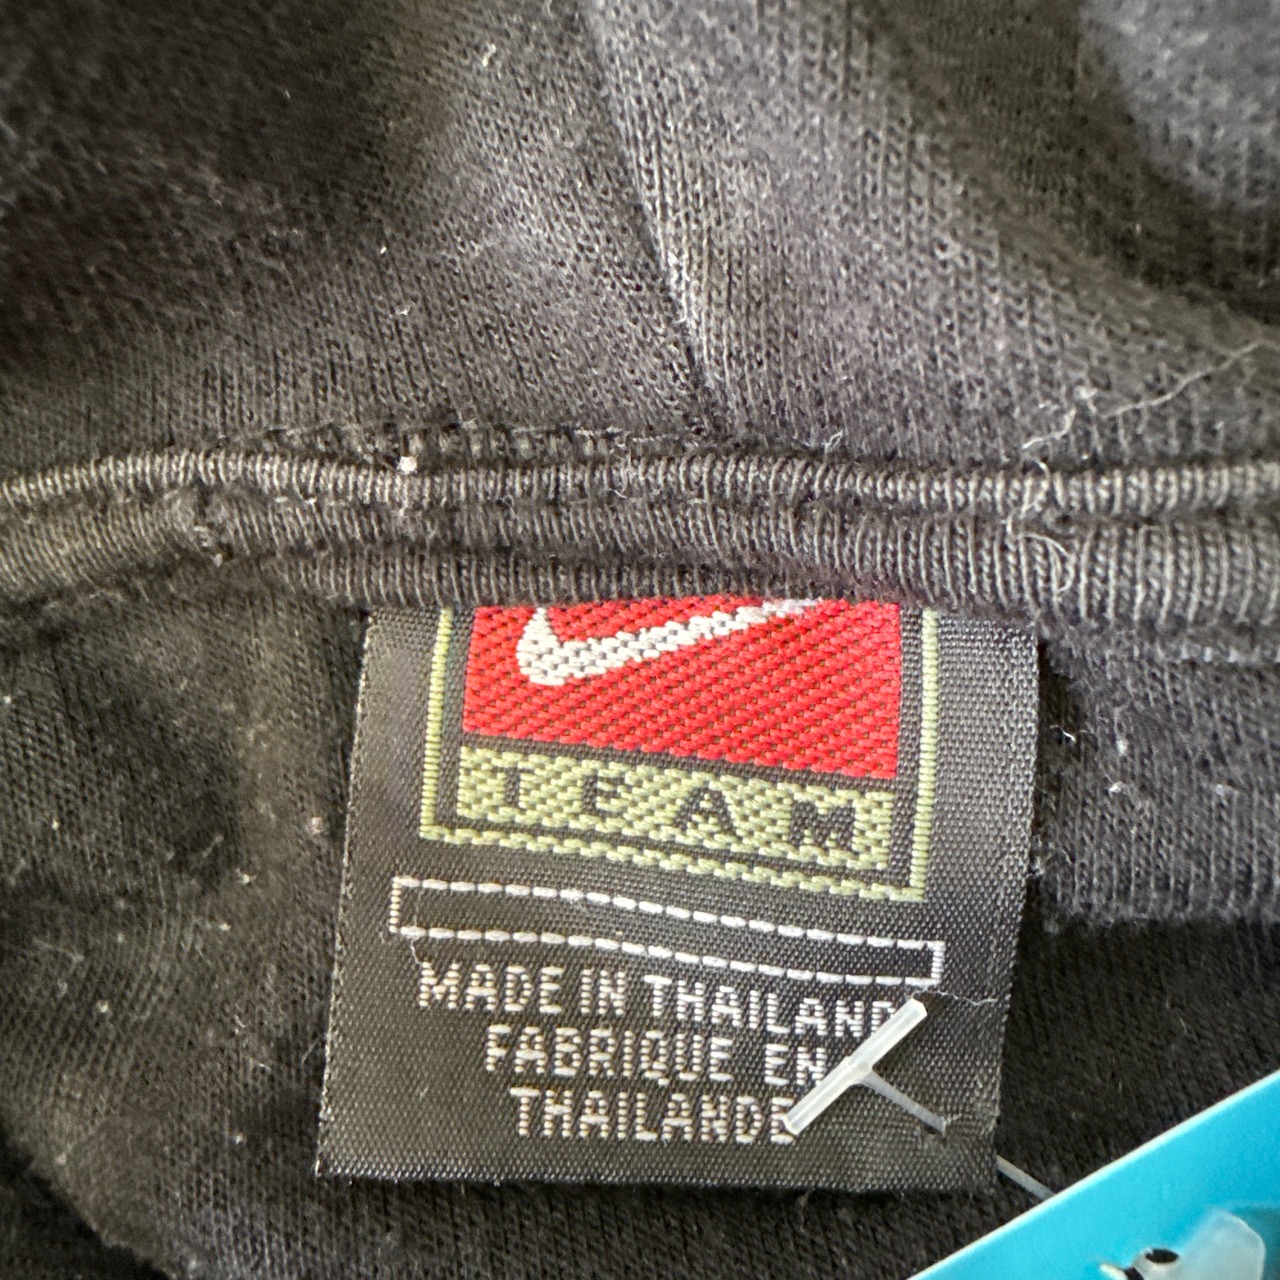 TEAM
MADE IN THAILAND
FABRIQUE EN
THAILANDE